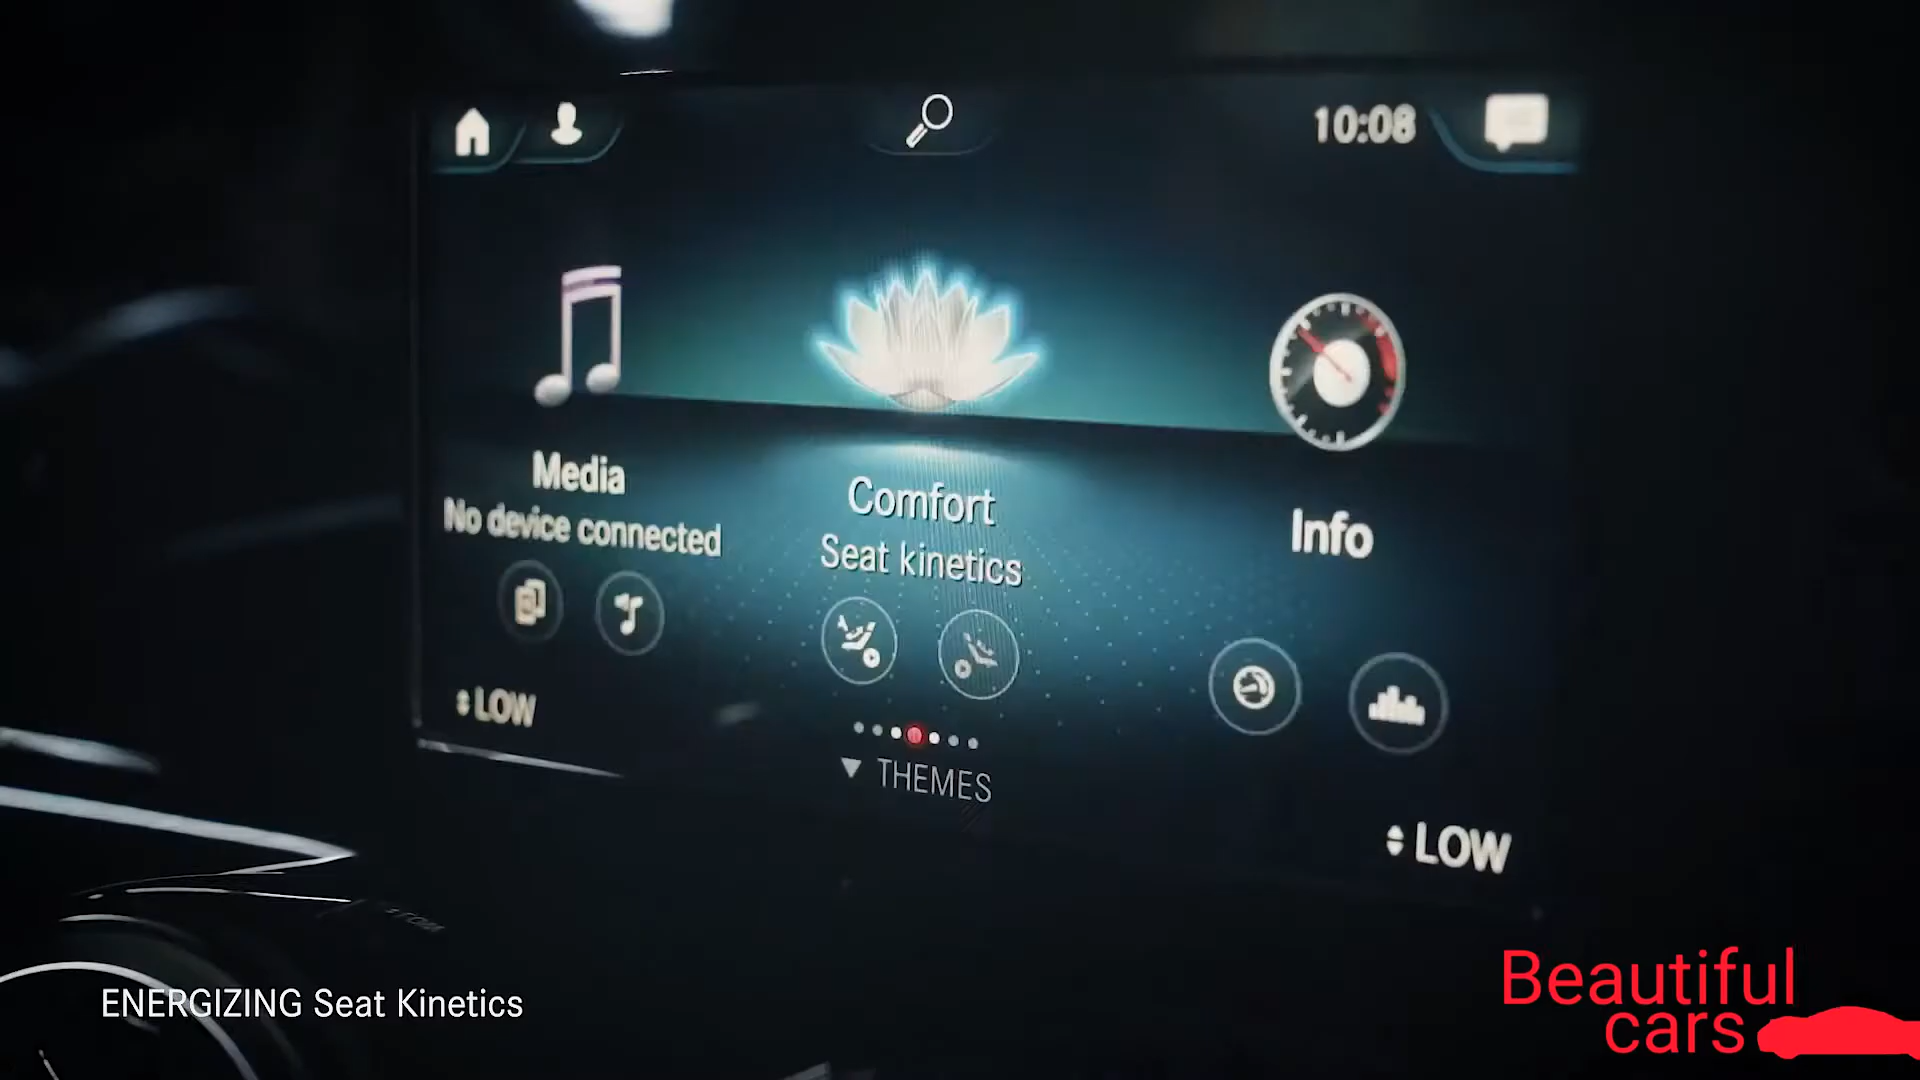 10:08
Media
No device connected
Comfort
Seat kinetics
Info
LOW
THEMES
LOW
ENERGIZING Seat Kinetics
Beautiful
cars